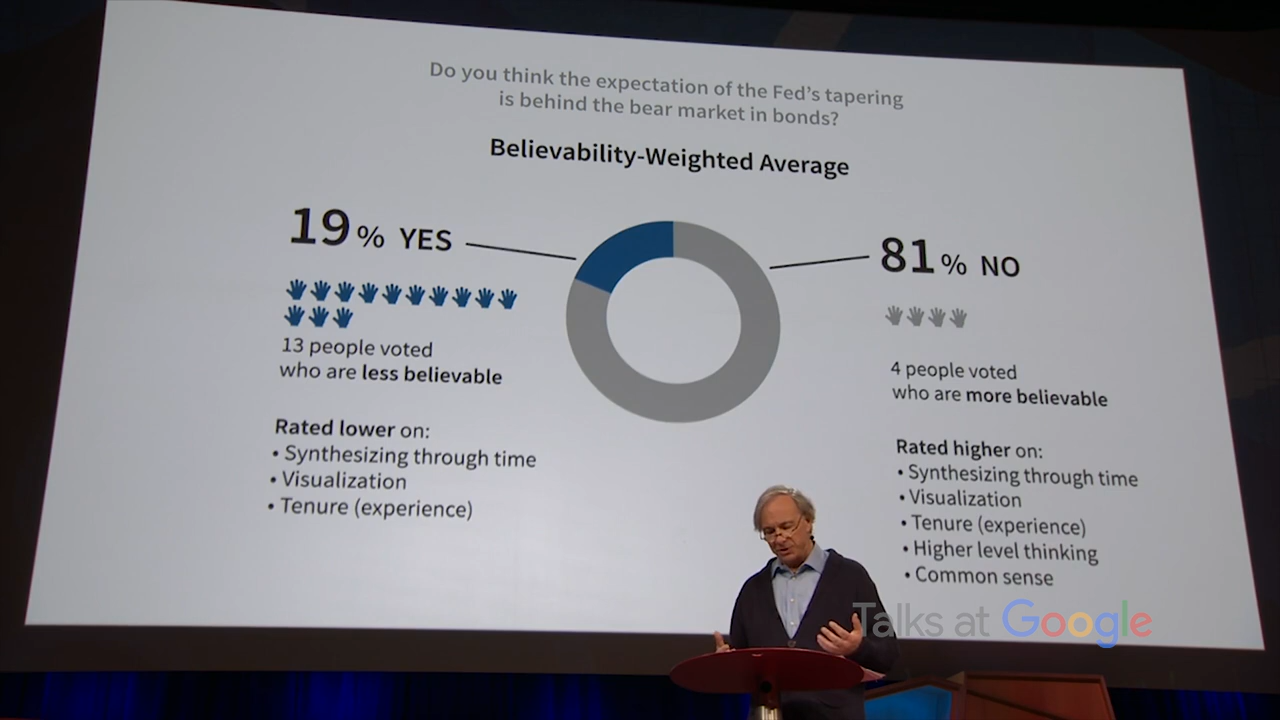 Do you think the expectation of the Fed's tapering
is behind the bear market in bonds?
Believability-Weighted Average
19% YES
13 people voted
who are less believable
Rated lower on:
• Synthesizing through time
• Visualization
• Tenure (experience)
81% NO
4 people voted
who are more believable
Rated higher on:
• Synthesizing through time
• Visualization
• Tenure (experience)
• Higher level thinking
• Common sense
Talks at Google